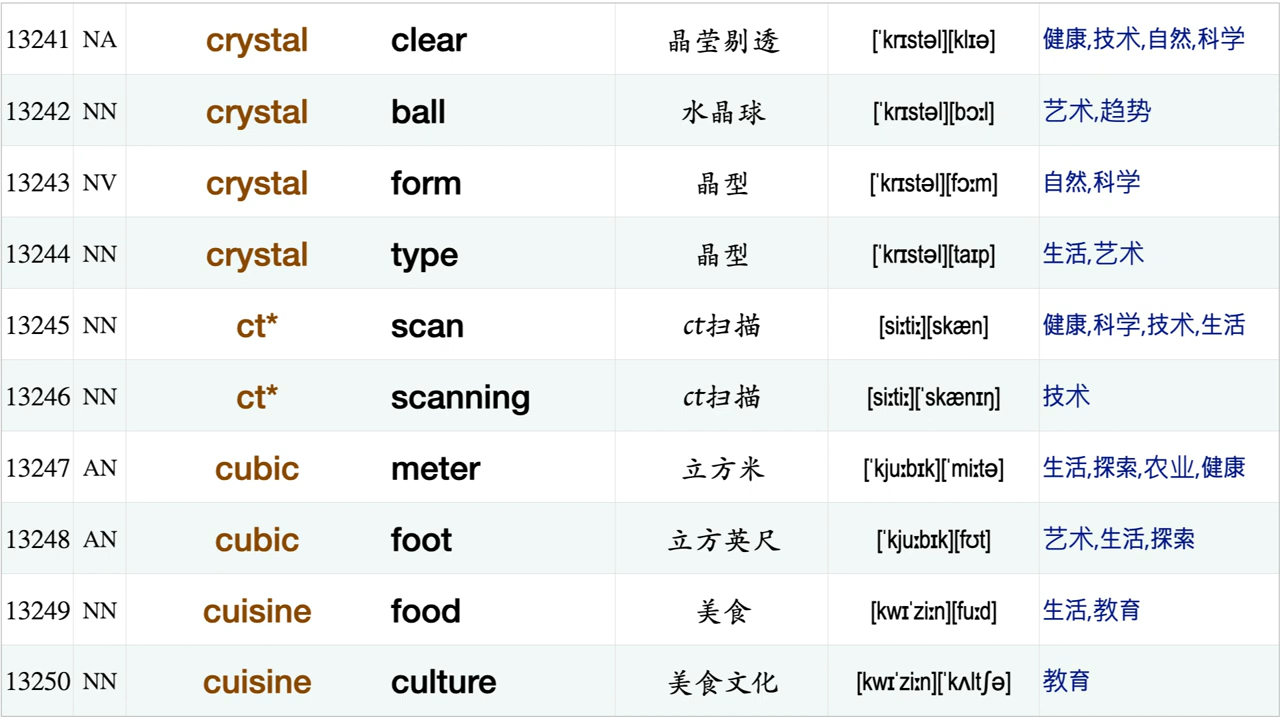 13241 NA crystal clear 晶莹剔透 [ˈkrɪstəl][klɪə] 健康,技术,自然,科学
13242 NN crystal ball 水晶球 [ˈkrɪstəl][bɔːl] 艺术,趋势
13243 NV crystal form 晶型 [ˈkrɪstəl][fɔːm] 自然,科学
13244 NN crystal type 晶型 [ˈkrɪstəl][taɪp] 生活,艺术
13245 NN ct* scan ct扫描 [siːtiː][skæn] 健康,科学,技术,生活
13246 NN ct* scanning ct扫描 [siːtiː][ˈskænɪŋ] 技术
13247 AN cubic meter 立方米 [ˈkjuːbɪk][ˈmiːtə] 生活,探索,农业,健康
13248 AN cubic foot 立方英尺 [ˈkjuːbɪk][fʊt] 艺术,生活,探索
13249 NN cuisine food 美食 [kwɪˈziːn][fuːd] 生活,教育
13250 NN cuisine culture 美食文化 [kwɪˈziːn][ˈkʌltʃə] 教育